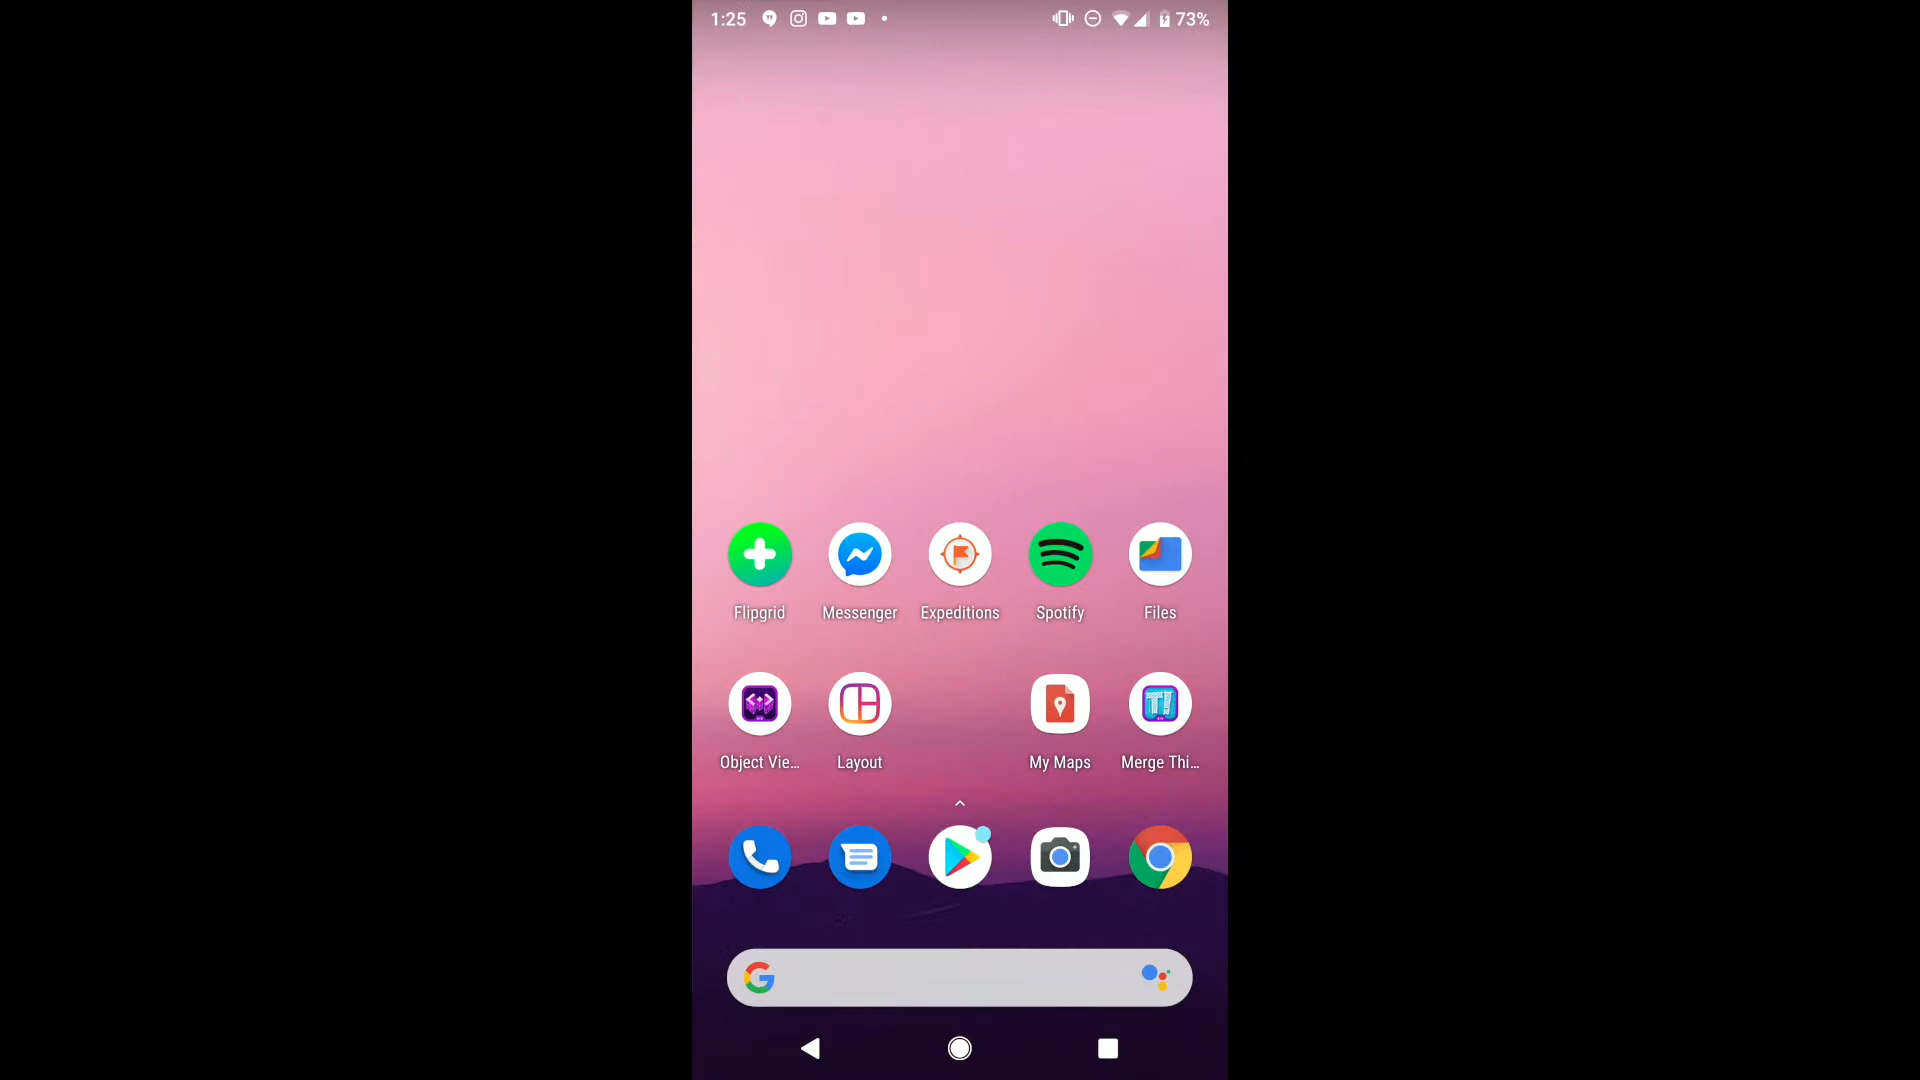 1:25 73%
Flipgrid Messenger Expeditions Spotify Files
Object Vie... Layout My Maps Merge Thi...